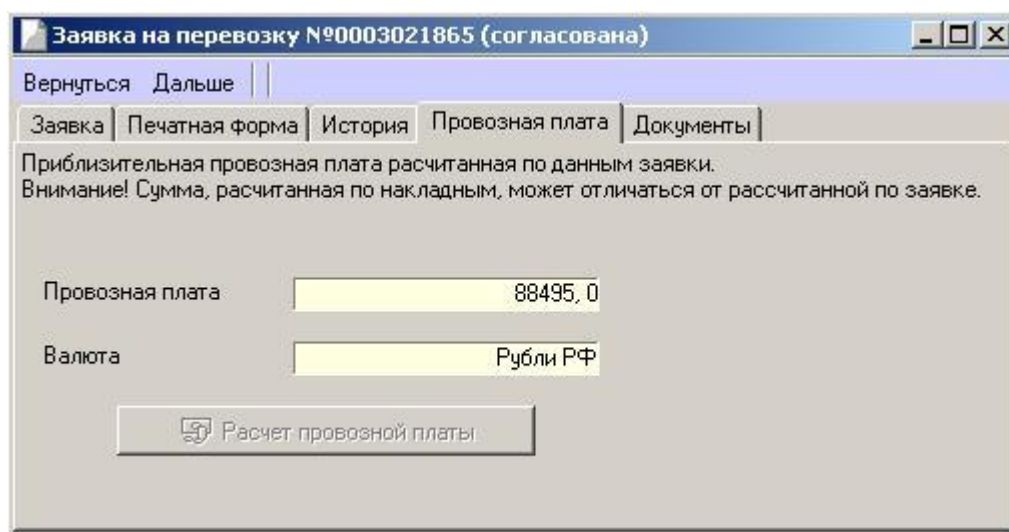 Заявка на перевозку №0003021865 (согласована)
Вернуться Дальше
Заявка Печатная форма История Провозная плата Документы
Приблизительная провозная плата расчитанная по данным заявки.
Внимание! Сумма, расчитанная по накладным, может отличаться от рассчитанной по заявке.
Провозная плата 88495, 0
Валюта Рубли РФ
Расчет провозной платы